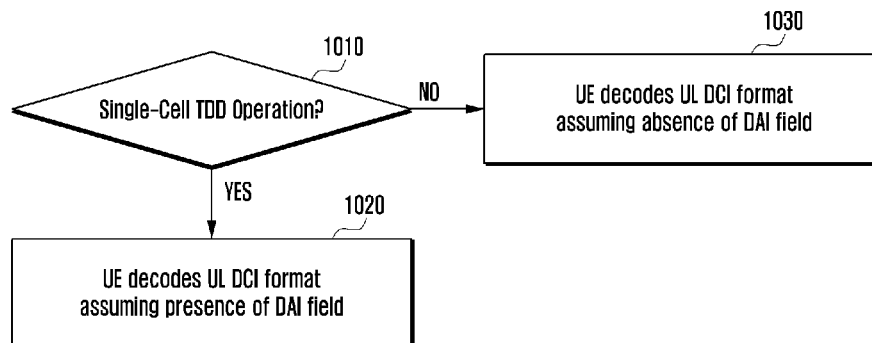 1010
Single-Cell TDD Operation?
NO
1030
UE decodes UL DCI format
assuming absence of DAI field
YES
1020
UE decodes UL DCI format
assuming presence of DAI field